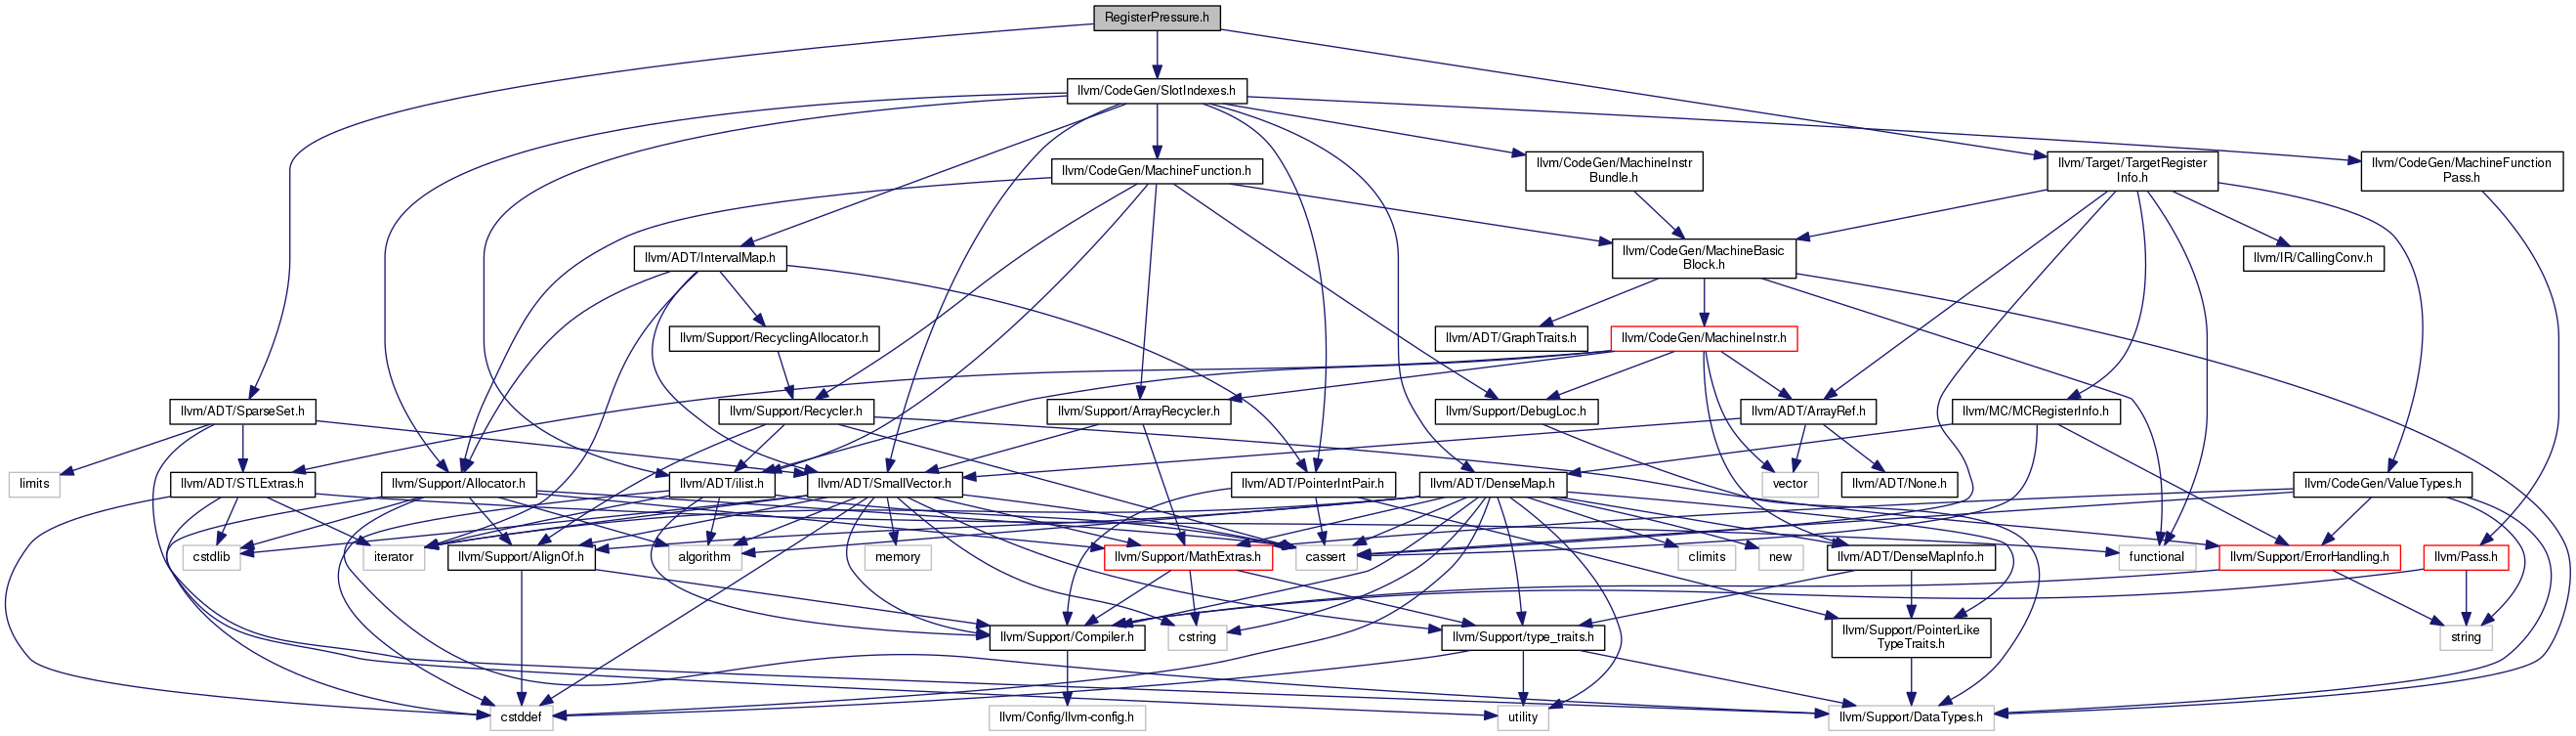 RegisterPressure.h
llvm/CodeGen/SlotIndexes.h
llvm/CodeGen/MachineFunction.h
llvm/CodeGen/MachineInstr
Bundle.h
llvm/Target/TargetRegister
Info.h
llvm/CodeGen/MachineFunction
Pass.h
llvm/ADT/IntervalMap.h
llvm/CodeGen/MachineBasic
Block.h
llvm/IR/CallingConv.h
llvm/Support/RecyclingAllocator.h
llvm/ADT/GraphTraits.h
llvm/CodeGen/MachineInstr.h
llvm/ADT/SparseSet.h
llvm/Support/Recycler.h
llvm/Support/ArrayRecycler.h
llvm/Support/DebugLoc.h
llvm/ADT/ArrayRef.h
llvm/MC/MCRegisterInfo.h
limits
llvm/ADT/STLExtras.h
llvm/Support/Allocator.h
llvm/ADT/ilist.h
llvm/ADT/SmallVector.h
llvm/ADT/PointerIntPair.h
llvm/ADT/DenseMap.h
vector
llvm/ADT/None.h
llvm/CodeGen/ValueTypes.h
cstdlib
iterator
llvm/Support/AlignOf.h
algorithm
memory
llvm/Support/MathExtras.h
cassert
climits
new
llvm/ADT/DenseMapInfo.h
functional
llvm/Support/ErrorHandling.h
llvm/Pass.h
llvm/Support/Compiler.h
cstring
llvm/Support/type_traits.h
llvm/Support/PointerLike
TypeTraits.h
string
cstddef
llvm/Config/llvm-config.h
utility
llvm/Support/DataTypes.h